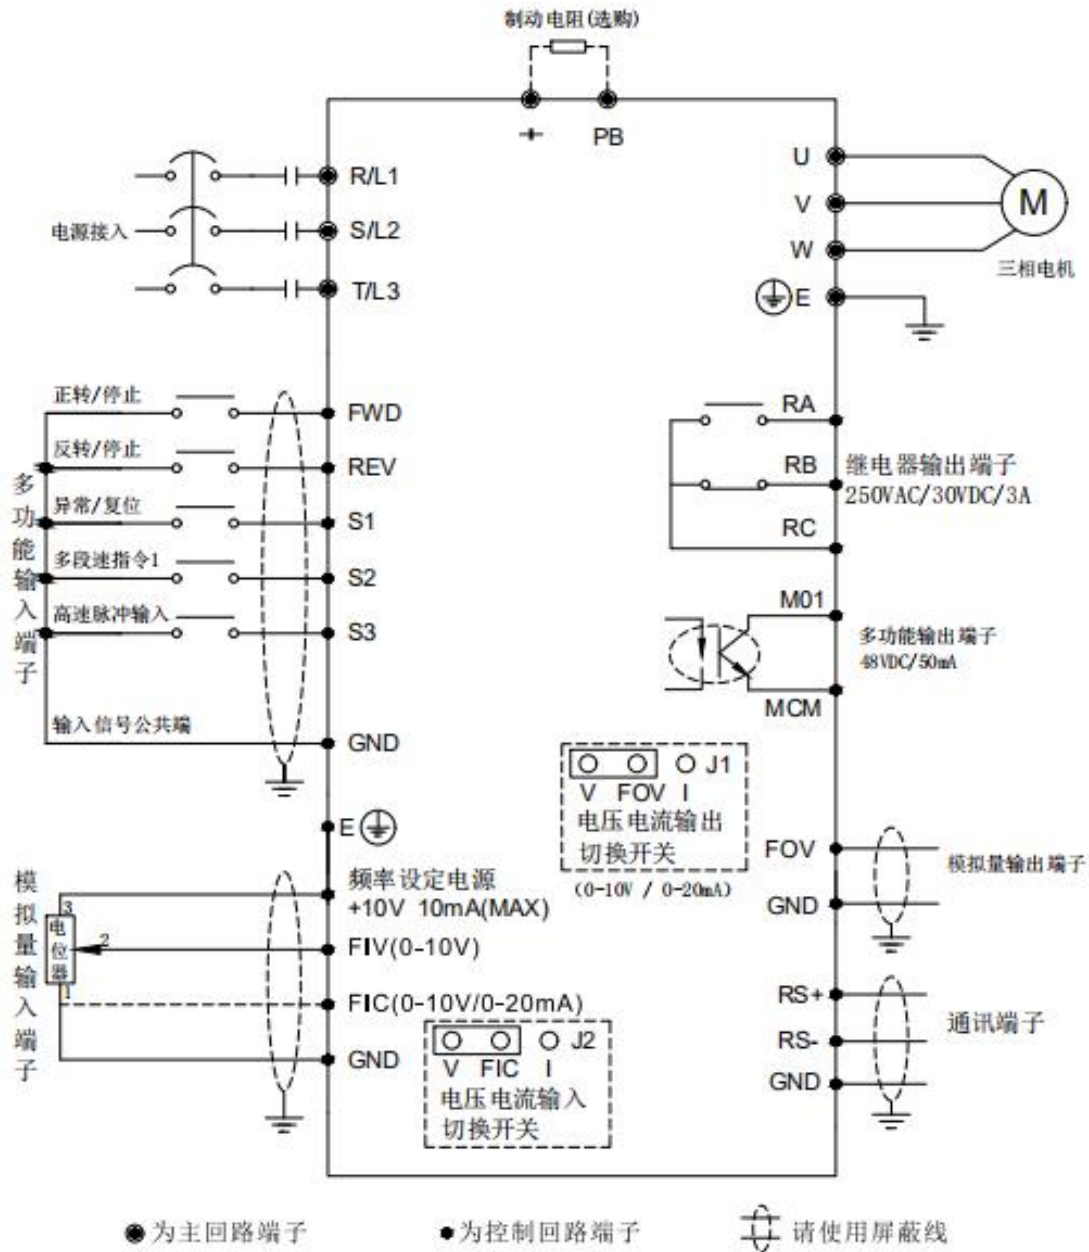 制动电阻(选购)
+
PB
R/L1
电源接入
S/L2
T/L3
U
V
W
M
三相电机
E
正转/停止
FWD
反转/停止
REV
异常/复位
S1
多段速指令1
S2
高速脉冲输入
S3
输入信号公共端
GND
多功能输入端子
RA
RB
RC
继电器输出端子
250VAC/30VDC/3A
M01
MCM
多功能输出端子
48VDC/50mA
J1
V FOV I
电压电流输出
切换开关
(0-10V / 0-20mA)
E
FOV
GND
模拟量输出端子
频率设定电源
+10V 10mA(MAX)
FIV(0-10V)
FIC(0-10V/0-20mA)
GND
模拟量输入端子
3
电位器
2
1
J2
V FIC I
电压电流输入
切换开关
RS+
RS-
GND
通讯端子
为主回路端子
为控制回路端子
请使用屏蔽线